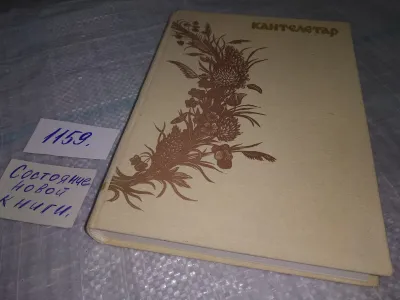 кантелетар
1159.
Состояние
новой
книги.